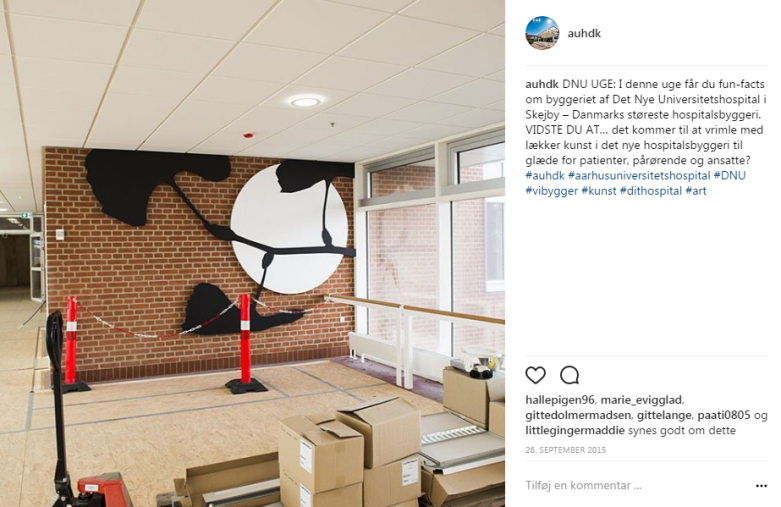 auhdk
auhdk DNU UGE: I denne uge får du fun-facts
om byggeriet af Det Nye Universitetshospital i
Skejby – Danmarks største hospitalsbyggeri.
VIDSTE DU AT... det kommer til at vrimle med
lækker kunst i det nye hospitalsbyggeri til
glæde for patienter, pårørende og ansatte?
#auhdk #aarhusuniversitetshospital #DNU
#vibygger #kunst #dithospital #art
hallepigen96, marie_evigglad,
gittedolmermadsen, gittelange, paati0805 og
littlegingermaddie synes godt om dette
26. SEPTEMBER 2015
Tilføj en kommentar ...